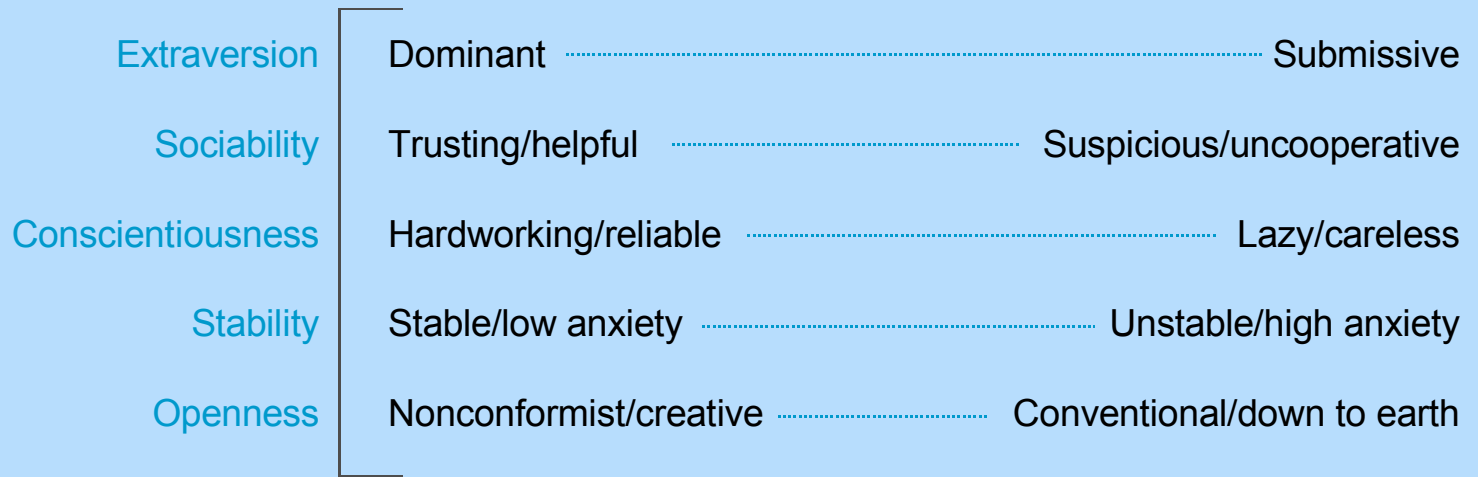 Extraversion Dominant Submissive
Sociability Trusting/helpful Suspicious/uncooperative
Conscientiousness Hardworking/reliable Lazy/careless
Stability Stable/low anxiety Unstable/high anxiety
Openness Nonconformist/creative Conventional/down to earth